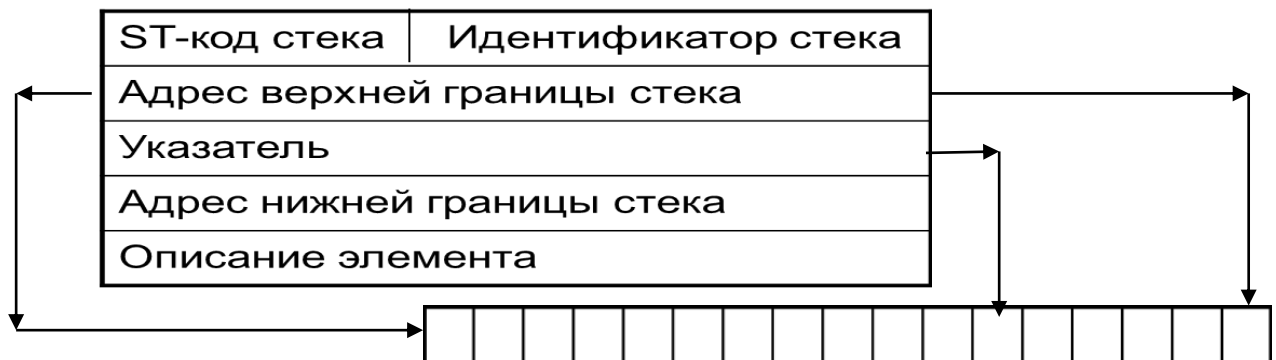 ST-код стека Идентификатор стека
Адрес верхней границы стека
Указатель
Адрес нижней границы стека
Описание элемента